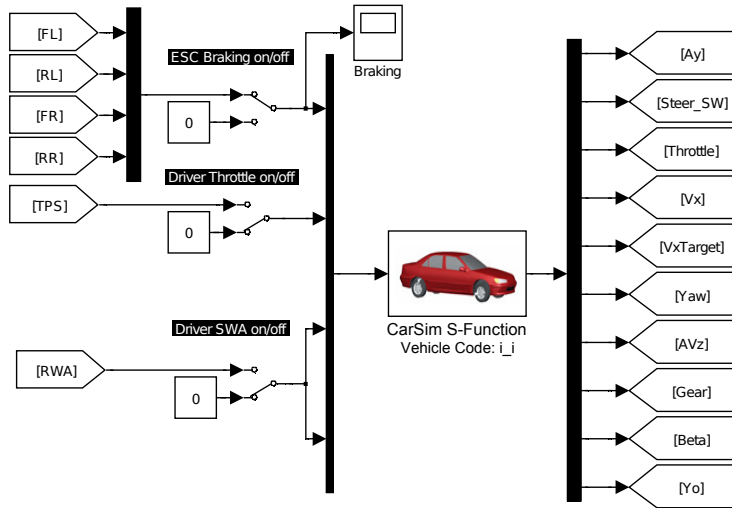 [FL]
[RL]
[FR]
[RR]
ESC Braking on/off
0
Braking
Driver Throttle on/off
[TPS]
0
Driver SWA on/off
[RWA]
0
CarSim S-Function
Vehicle Code: i_i
[Ay]
[Steer_SW]
[Throttle]
[Vx]
[VxTarget]
[Yaw]
[AVz]
[Gear]
[Beta]
[Yo]